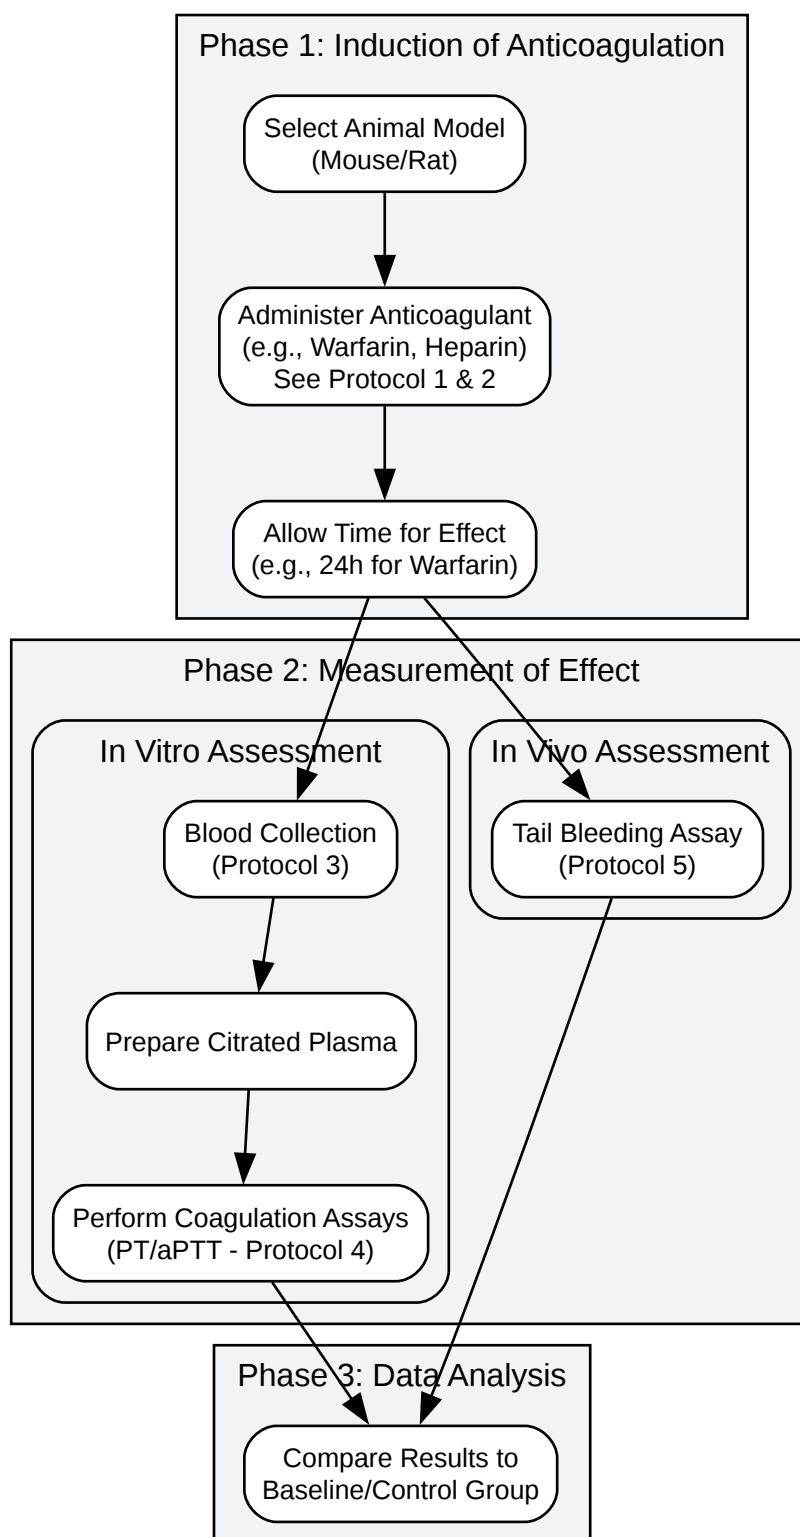 Phase 1: Induction of Anticoagulation
Select Animal Model
(Mouse/Rat)
Administer Anticoagulant
(e.g., Warfarin, Heparin)
See Protocol 1 & 2
Allow Time for Effect
(e.g., 24h for Warfarin)
Phase 2: Measurement of Effect
In Vitro Assessment
Blood Collection
(Protocol 3)
Prepare Citrated Plasma
Perform Coagulation Assays
(PT/aPTT - Protocol 4)
In Vivo Assessment
Tail Bleeding Assay
(Protocol 5)
Phase 3: Data Analysis
Compare Results to
Baseline/Control Group